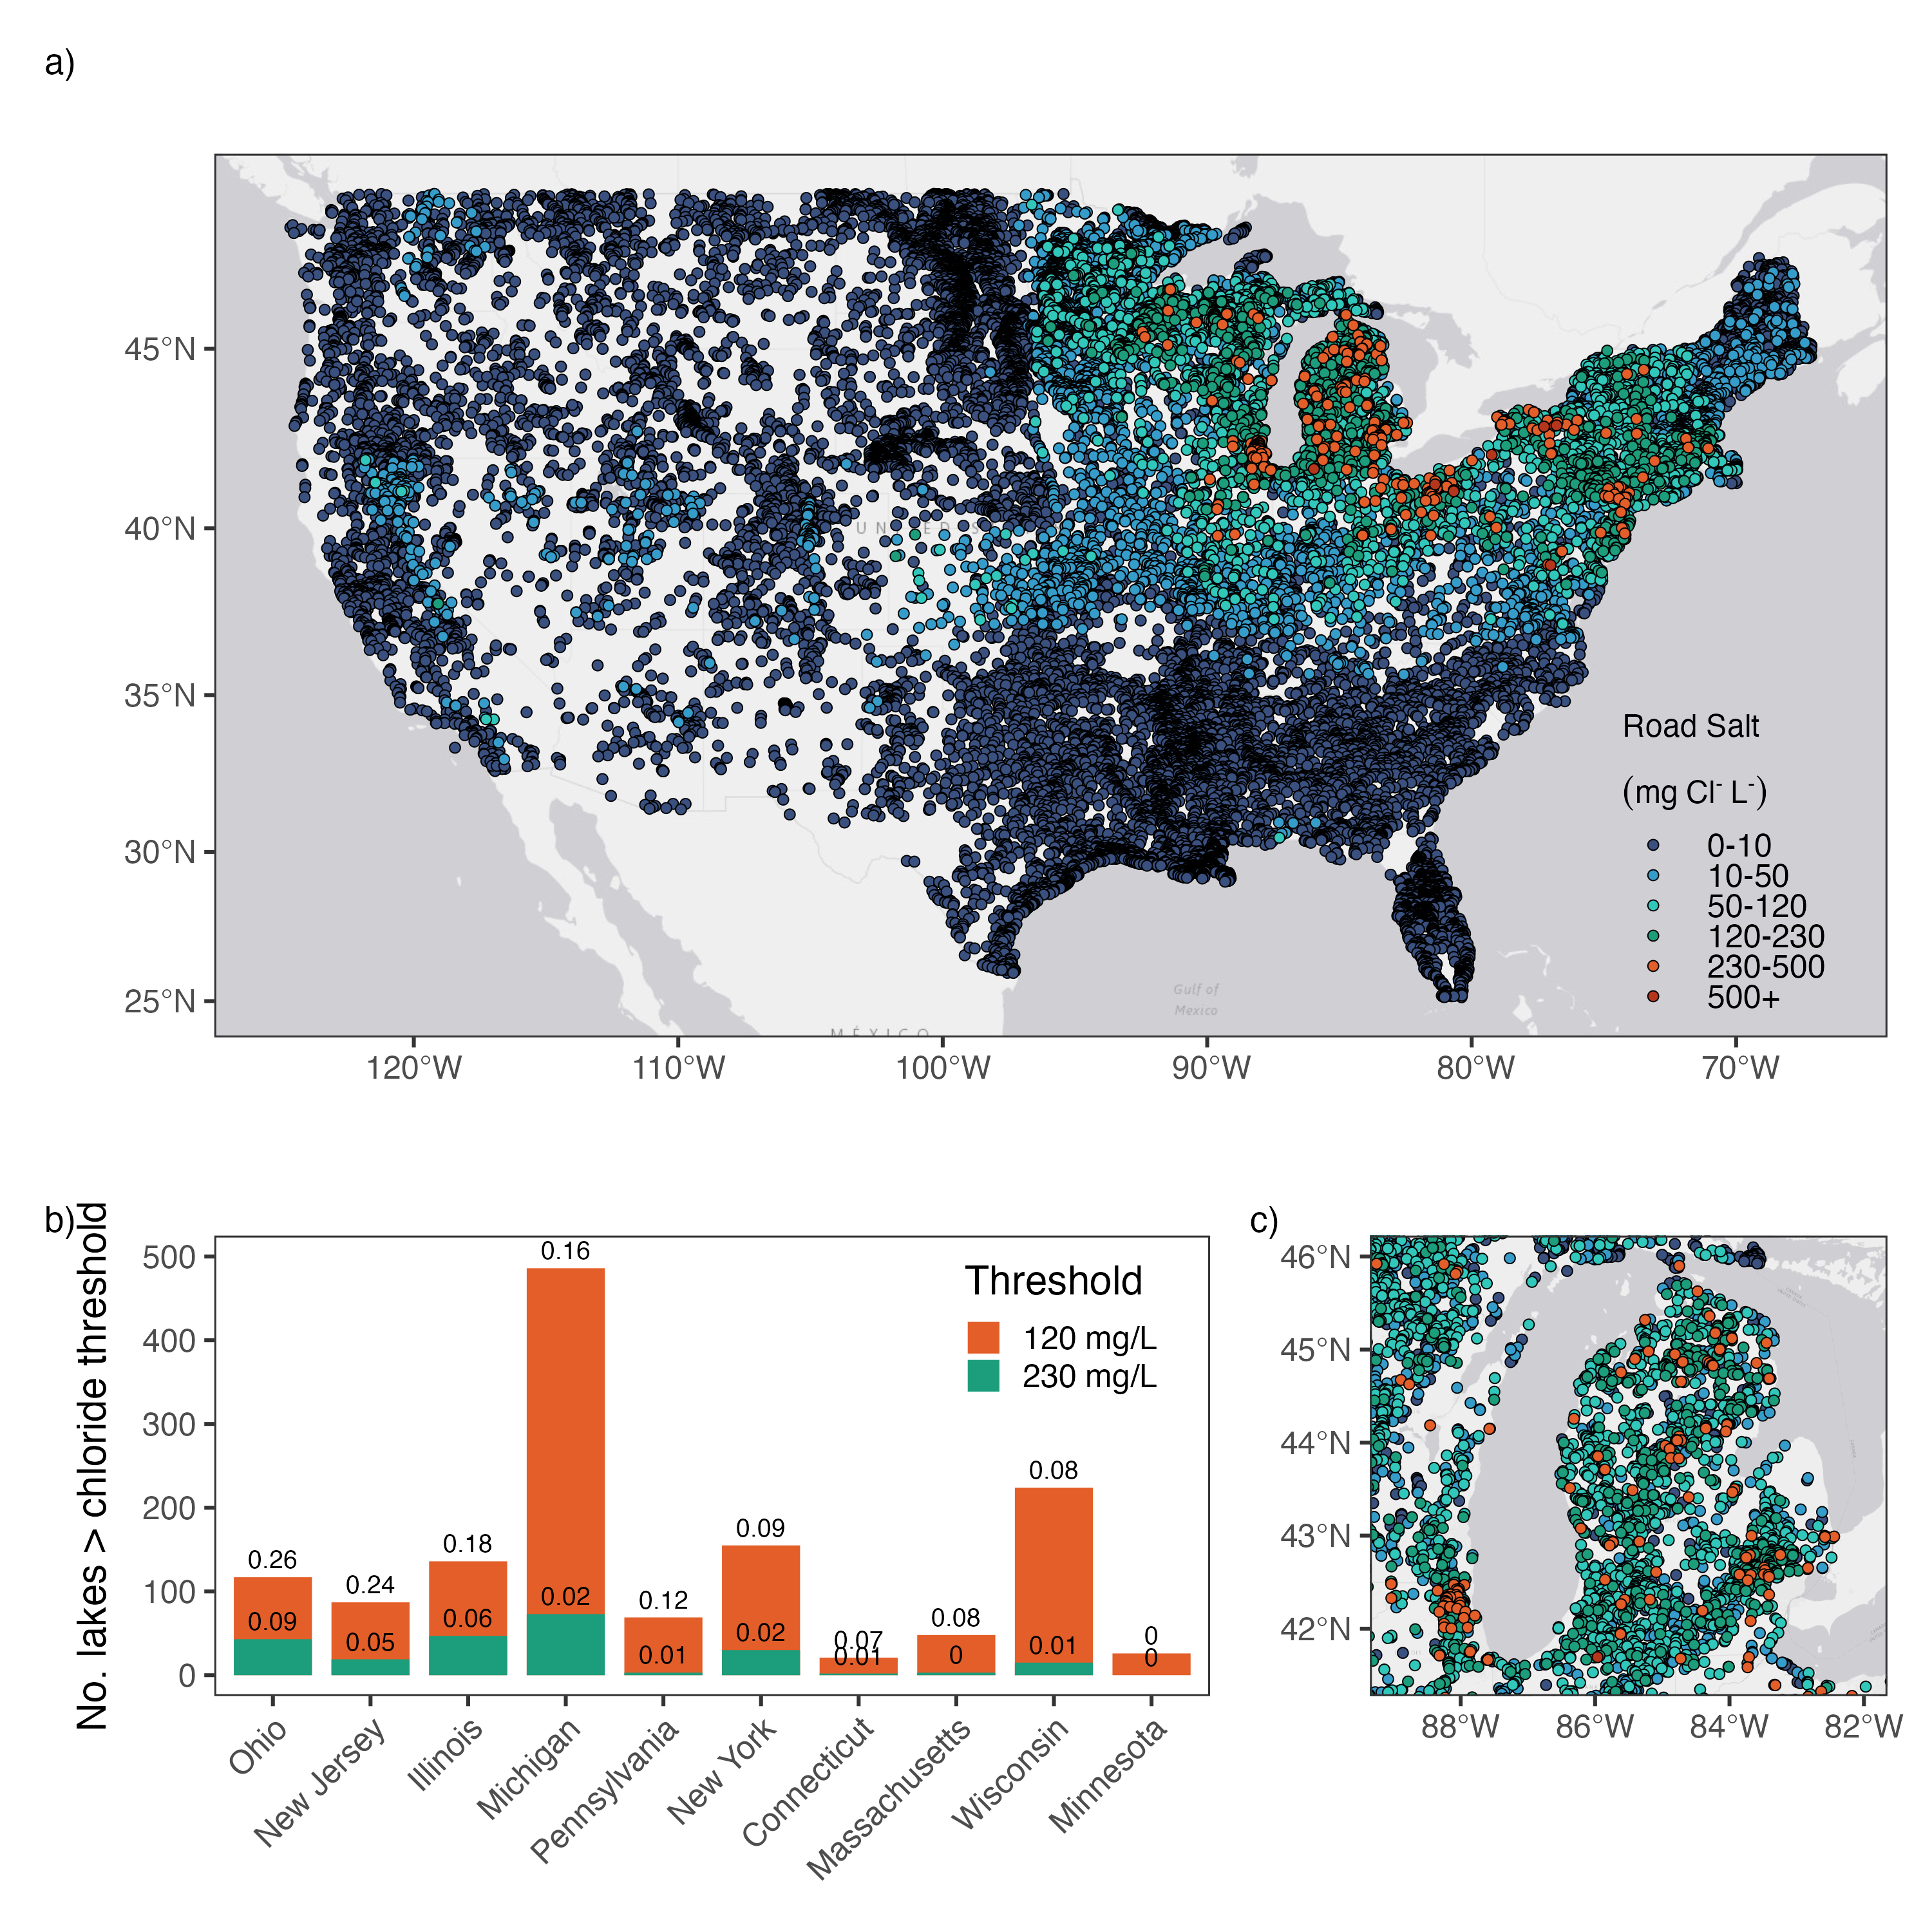 a)
45°N
40°N
35°N
30°N
25°N
120°W 110°W 100°W 90°W 80°W 70°W
Gulf of
Mexico
MÉXICO
Road Salt
(mg Cl⁻ L⁻)
0-10
10-50
50-120
120-230
230-500
500+
b)
No. lakes > chloride threshold
500
400
300
200
100
0
0.26
0.09
0.24
0.05
0.18
0.06
0.16
0.02
0.12
0.01
0.09
0.02
0.07
0.01
0.08
0
0.08
0.01
0
0
Threshold
120 mg/L
230 mg/L
Ohio
New Jersey
Illinois
Michigan
Pennsylvania
New York
Connecticut
Massachusetts
Wisconsin
Minnesota
c)
46°N
45°N
44°N
43°N
42°N
88°W 86°W 84°W 82°W